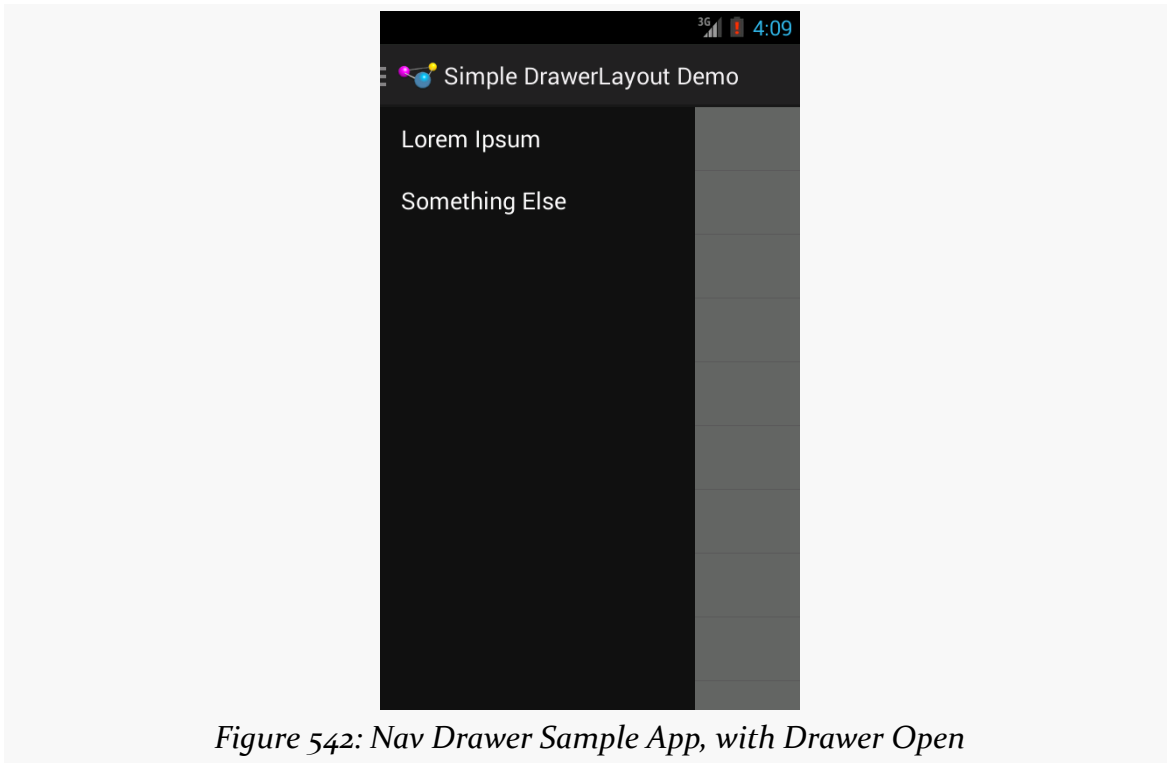 3G 4:09
Simple DrawerLayout Demo
Lorem Ipsum
Something Else
Figure 542: Nav Drawer Sample App, with Drawer Open